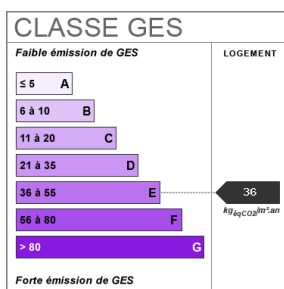 CLASSE GES
Faible émission de GES
LOGEMENT
≤ 5 A
6 à 10 B
11 à 20 C
21 à 35 D
36 à 55 E
36
kgéqCO2/m².an
56 à 80 F
> 80 G
Forte émission de GES